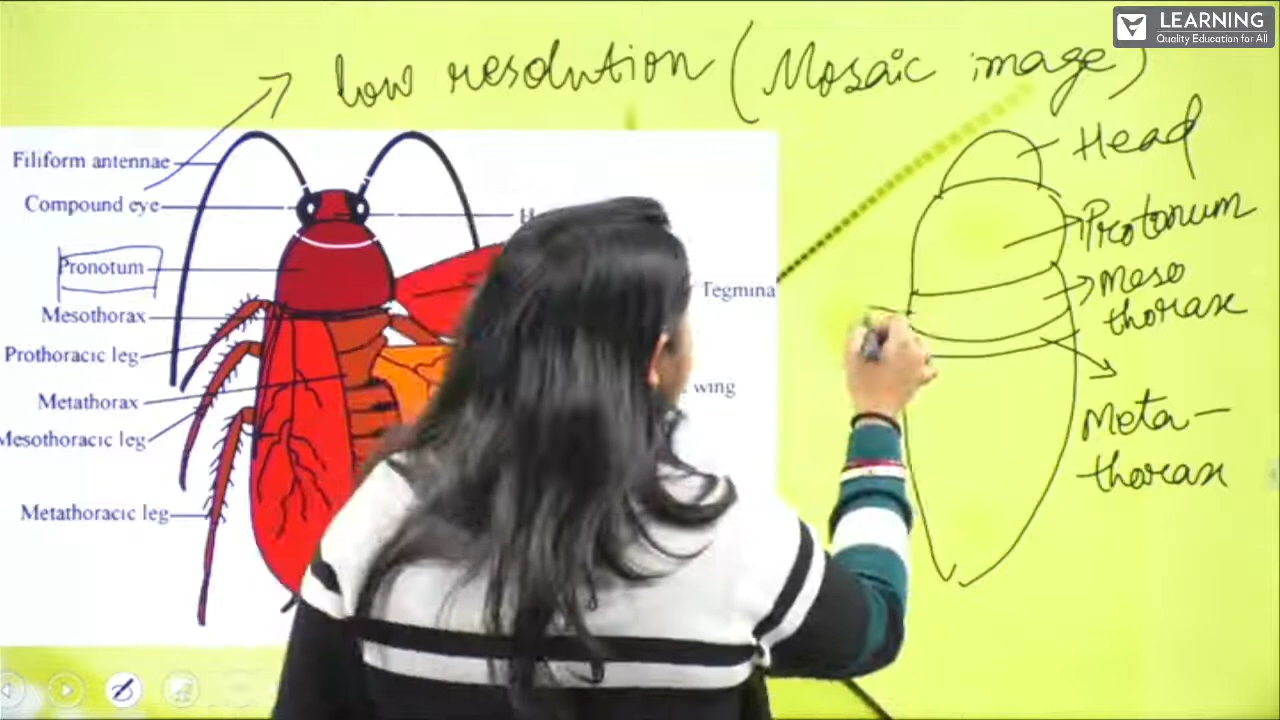 LEARNING
Quality Education for All
low resolution (Mosaic image)
Filiform antennae
Compound eye
Pronotum
Mesothorax
Prothoracic leg
Metathorax
Mesothoracic leg
Metathoracic leg
Tegmina
wing
Head
Protonum
Meso
thorax
Meta-
thorax